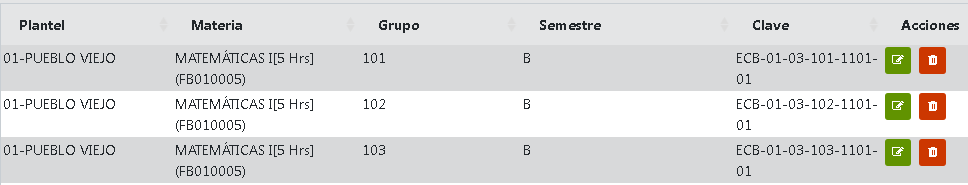 Plantel Materia Grupo Semestre Clave Acciones
01-PUEBLO VIEJO MATEMÁTICAS I[5 Hrs] 101 B ECB-01-03-101-1101-
(FB010005) 01
01-PUEBLO VIEJO MATEMÁTICAS I[5 Hrs] 102 B ECB-01-03-102-1101-
(FB010005) 01
01-PUEBLO VIEJO MATEMÁTICAS I[5 Hrs] 103 B ECB-01-03-103-1101-
(FB010005) 01